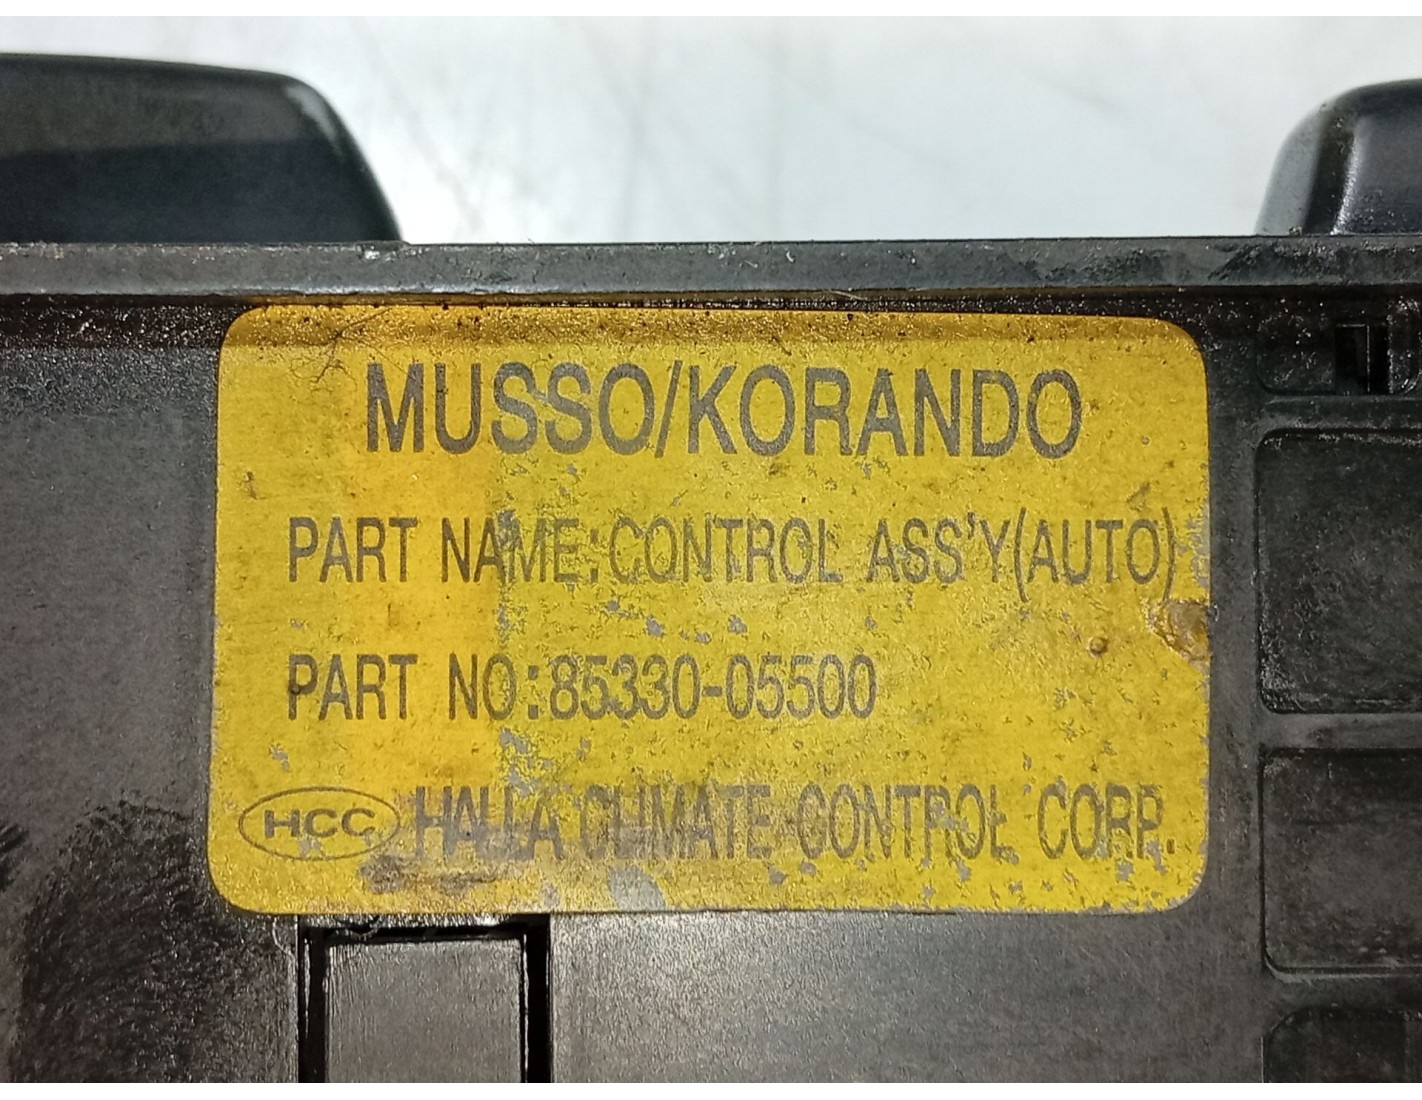 MUSSO/KORANDO
PART NAME:CONTROL ASS'Y(AUTO)
PART NO:85330-05500
HCC HALLA CLIMATE CONTROL CORP.